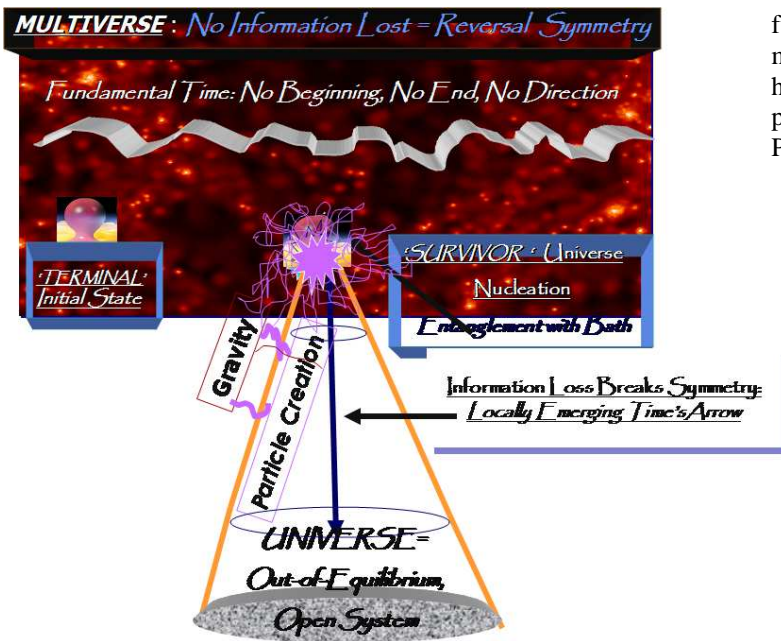 MULTIVERSE : No Information Lost = Reversal Symmetry
Fundamental Time: No Beginning, No End, No Direction
'TERMINAL'
Initial State
'SURVIVOR' : Universe
Nucleation
Entanglement with Bath
Gravity
Particle Creation
Information Loss Breaks Symmetry:
Locally Emerging Time's Arrow
UNIVERSE=
Out-of-Equilibrium,
Open System
f
n
h
p
P